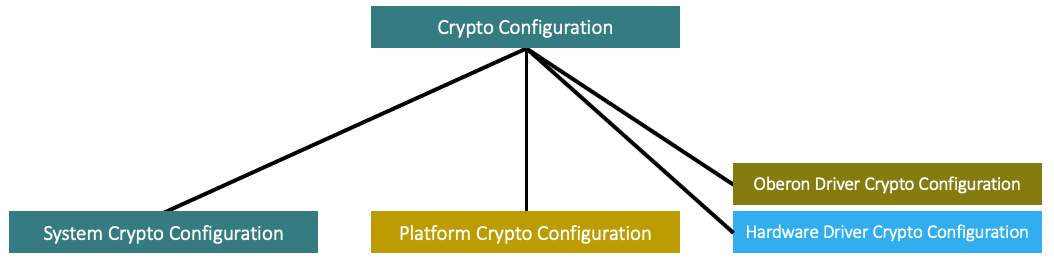 Crypto Configuration
Oberon Driver Crypto Configuration
System Crypto Configuration
Platform Crypto Configuration
Hardware Driver Crypto Configuration